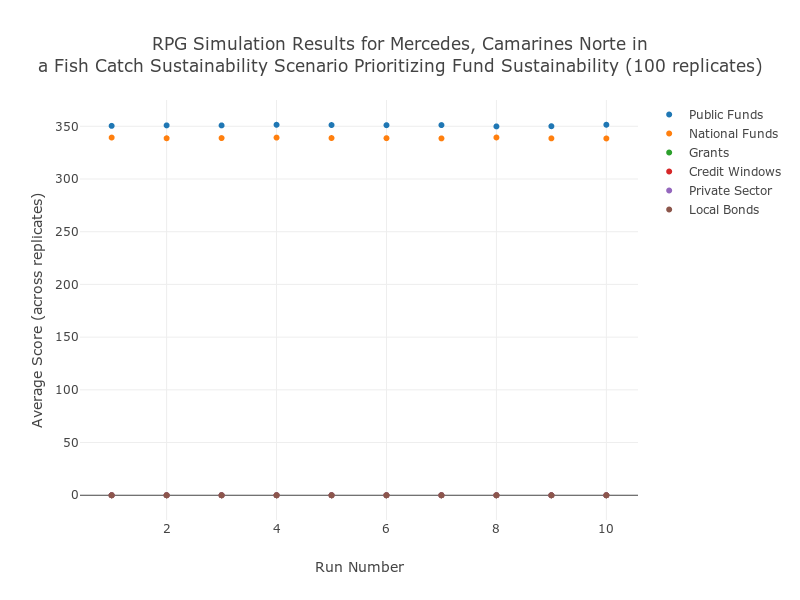 RPG Simulation Results for Mercedes, Camarines Norte in
a Fish Catch Sustainability Scenario Prioritizing Fund Sustainability (100 replicates)
Public Funds
National Funds
Grants
Credit Windows
Private Sector
Local Bonds
Average Score (across replicates)
350
300
250
200
150
100
50
0
2
4
6
8
10
Run Number